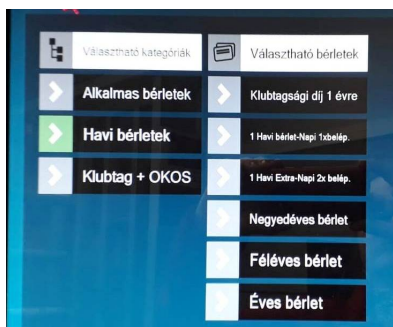 Választható kategóriák
Alkalmas bérletek
Havi bérletek
Klubtag + OKOS
Választható bérletek
Klubtagsági díj 1 évre
1 Havi bérlet-Napi 1xbelép.
1 Havi Extra-Napi 2x belép.
Negyedéves bérlet
Féléves bérlet
Éves bérlet